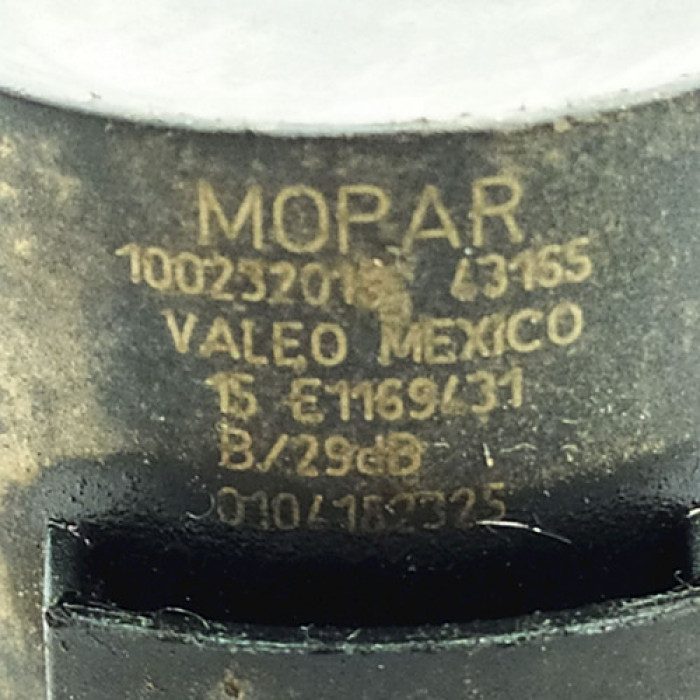 MOPAR
43155
VALEO MEXICO
15 E1169431
B/29dB
0104182325